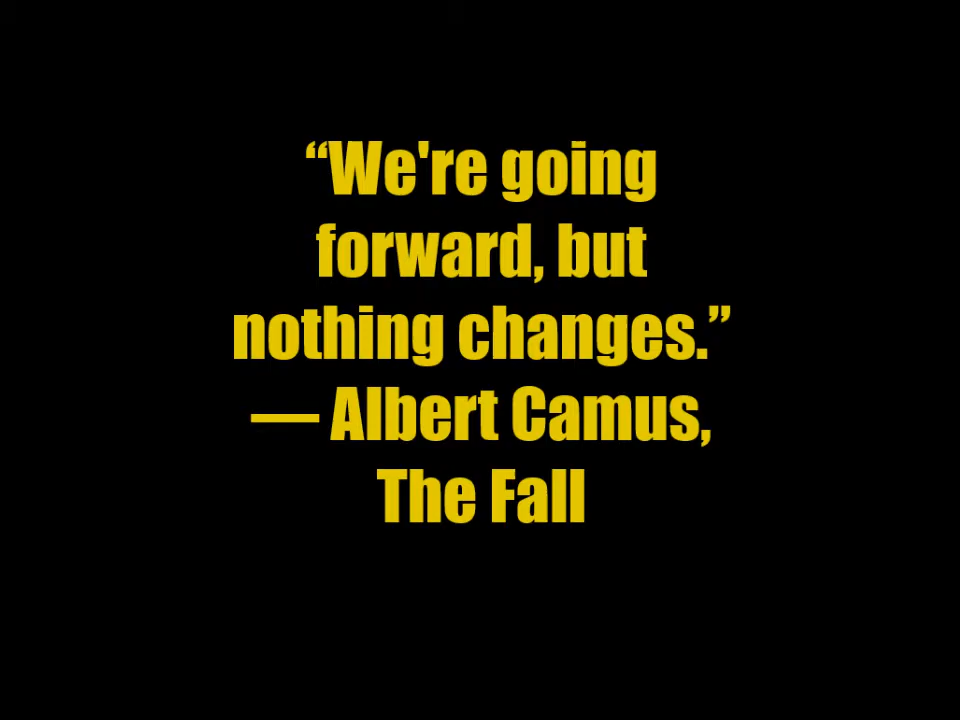 “We're going
forward, but
nothing changes.”
— Albert Camus,
The Fall